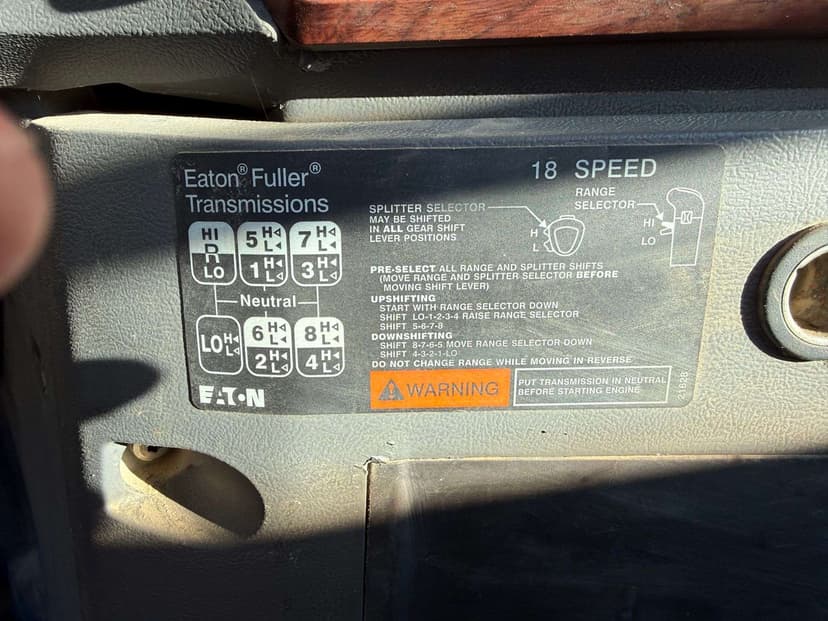 Eaton® Fuller®
Transmissions
18 SPEED
HI
R
LO
5 H
L
7 H
L
1 H
L
3 H
L
Neutral
LO H
L
6 H
L
8 H
L
2 H
L
4 H
L
EATON
SPLITTER SELECTOR
MAY BE SHIFTED
IN ALL GEAR SHIFT
LEVER POSITIONS
H
L
RANGE
SELECTOR
HI
LO
PRE-SELECT ALL RANGE AND SPLITTER SHIFTS
(MOVE RANGE AND SPLITTER SELECTOR BEFORE
MOVING SHIFT LEVER)
UPSHIFTING
START WITH RANGE SELECTOR DOWN
SHIFT LO-1-2-3-4 RAISE RANGE SELECTOR
SHIFT 5-6-7-8
DOWNSHIFTING
SHIFT 8-7-6-5 MOVE RANGE SELECTOR DOWN
SHIFT 4-3-2-1-LO
DO NOT CHANGE RANGE WHILE MOVING IN REVERSE
WARNING
PUT TRANSMISSION IN NEUTRAL
BEFORE STARTING ENGINE